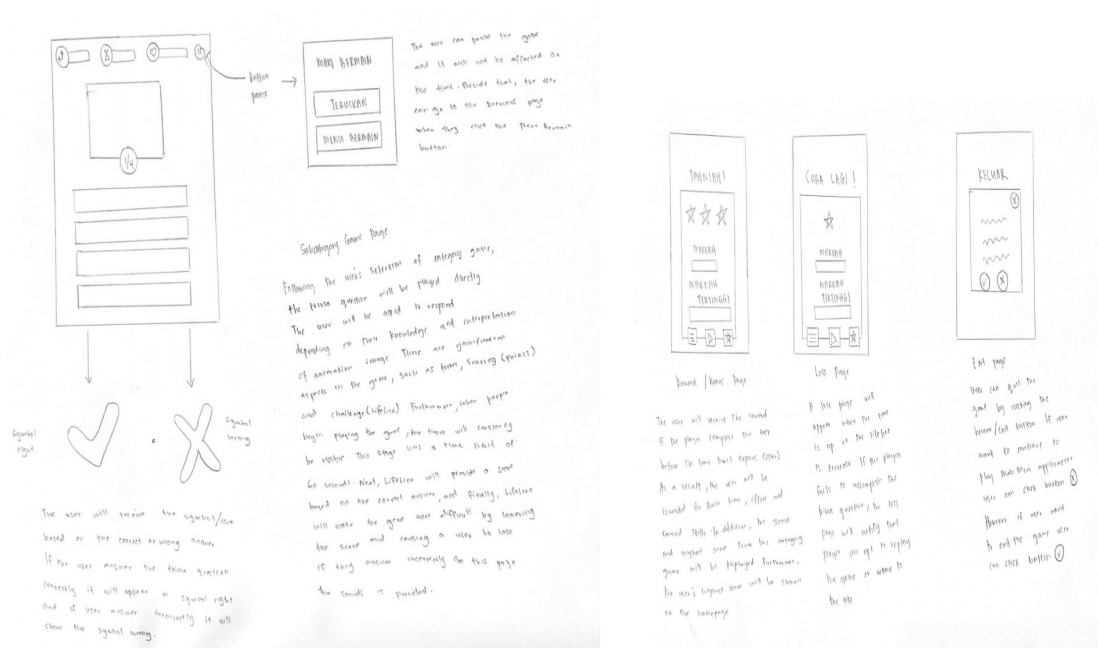 button
pause
MARI BERMAIN
TERUSKAN
MENU BERMAIN
The user can pause the game
and it will not be affected on
the time. Beside that, the user
can go to the previous page
when they click the Menu Bermain
button.
1/4
Symbol
right
Symbol
wrong
The user will receive the symbol/icon
based on the correct or wrong answer
If the user answer the trivia question
correctly it will appear a symbol right
and if user answer incorrectly it will
show the symbol wrong.
Subcategory Game Page
Following the user's selection of category game,
the trivia question will be played directly
The user will be asked to respond
depending on their knowledge and interpretation
of animation image. There are gamification
aspects in the game, such as timer, scoring (points)
and challenge (lifeline) Furthermore, when people
begin playing the game, the timer will constantly
be visible This stage has a time limit of
60 seconds. Next, lifeline will provide a score
based on the correct answer, and finally, lifeline
will make the game more difficult by lowering
the score and causing a user to lose
if they answer incorrectly On this page
the sounds is provided.
TAHNIAH!
MARKAH
MARKAH
TERTINGGI
Reward / Page
The user will receive the reward
if the player completes the
before the time limit expires
As a result, the user will be
rewarded for their time, effort and
earned skills In addition, the score
and highest score from the category
game will be displayed Furthermore,
the user's highest score will be shown
on the homepage
CUBA LAGI!
MARKAH
MARKAH
TERTINGGI
Lose Page
A lose page will
appear when the time
is up or the lifeline
is If the player
fails to accomplish the
trivia question, the lose
page will notify that
player can opt to replay
the game or return to
the
KELUAR
Exit page
User can quit the
game by clicking the
keluar/exit button. If user
want to continue to
play application
user can click button X
However if user want
to exit the game user
can click button